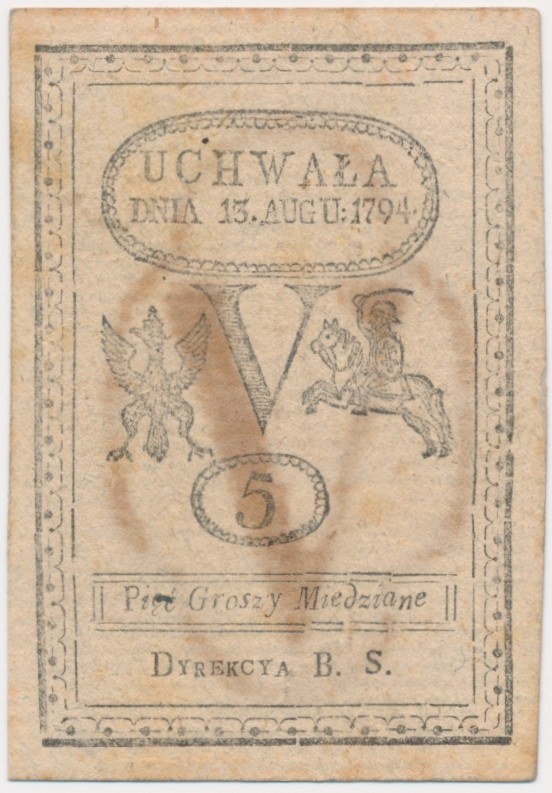 UCHWAŁA
DNIA 13. AUGU: 1794.
V
5
Pięć Groszy Miedziane
DYREKCYA B. S.